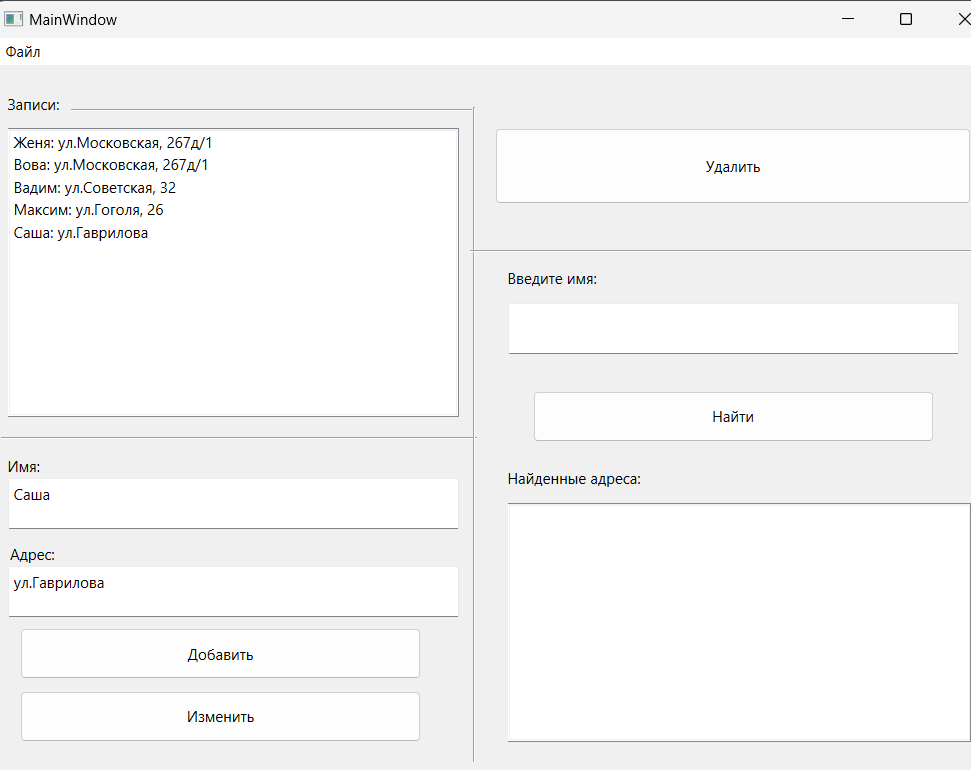 MainWindow
Файл
Записи:
Женя: ул.Московская, 267д/1
Вова: ул.Московская, 267д/1
Вадим: ул.Советская, 32
Максим: ул.Гоголя, 26
Саша: ул.Гаврилова
Удалить
Введите имя:
Найти
Найденные адреса:
Имя:
Саша
Адрес:
ул.Гаврилова
Добавить
Изменить